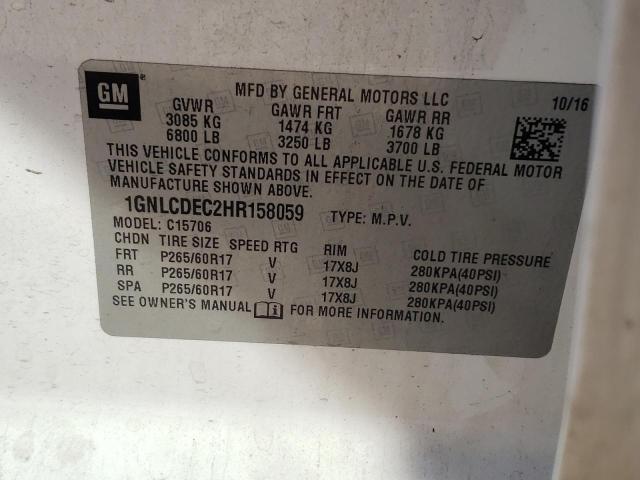 GM
MFD BY GENERAL MOTORS LLC 10/16
GVWR GAWR FRT GAWR RR
3085 KG 1474 KG 1678 KG
6800 LB 3250 LB 3700 LB
THIS VEHICLE CONFORMS TO ALL APPLICABLE U.S. FEDERAL MOTOR
VEHICLE SAFETY STANDARDS IN EFFECT ON THE DATE OF
MANUFACTURE SHOWN ABOVE.
1GNLCDEC2HR158059 TYPE: M.P.V.
MODEL: C15706
CHDN TIRE SIZE SPEED RTG RIM COLD TIRE PRESSURE
FRT P265/60R17 V 17X8J 280KPA(40PSI)
RR P265/60R17 V 17X8J 280KPA(40PSI)
SPA P265/60R17 V 17X8J 280KPA(40PSI)
SEE OWNER'S MANUAL FOR MORE INFORMATION.